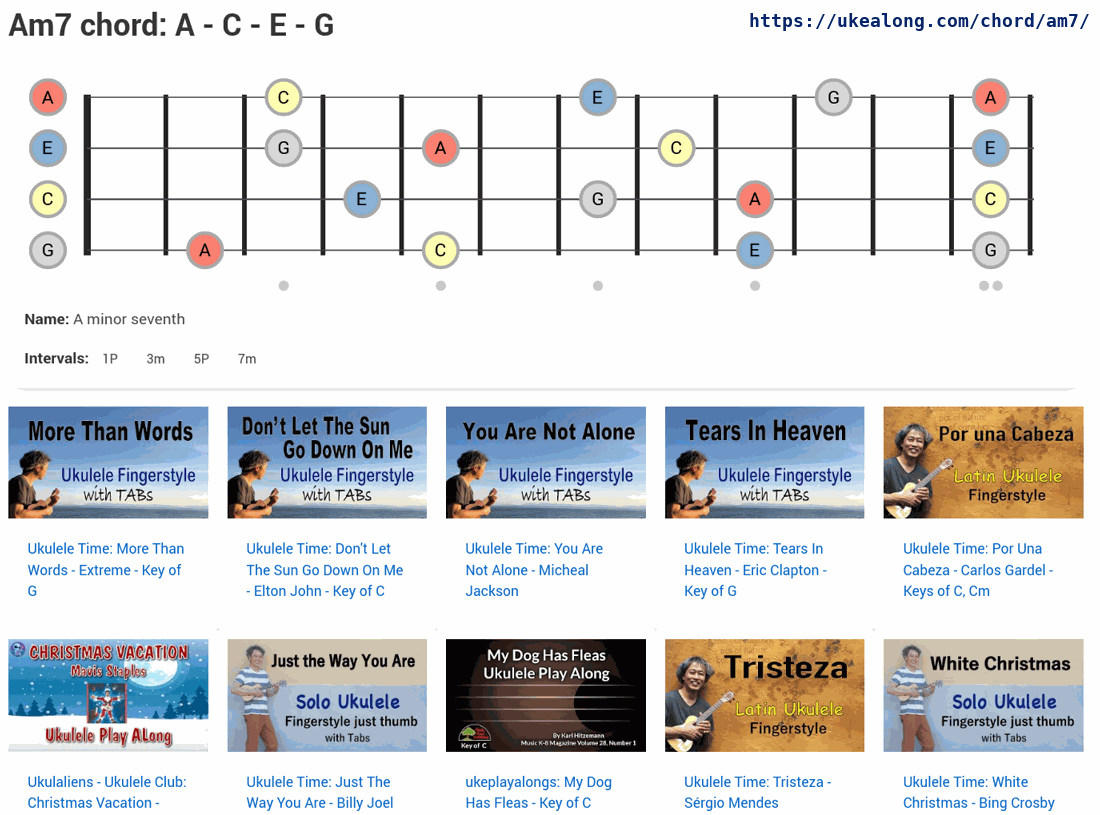 Am7 chord: A - C - E - G
https://ukealong.com/chord/am7/
A C E G A
E G A C E
C E G A C
G A C E G
Name: A minor seventh
Intervals: 1P 3m 5P 7m
More Than Words
Ukulele Fingerstyle
with TABs
Don't Let The Sun
Go Down On Me
Ukulele Fingerstyle
with TABs
You Are Not Alone
Ukulele Fingerstyle
with TABs
Tears In Heaven
Ukulele Fingerstyle
with TABs
Por una Cabeza
Latin Ukulele
Fingerstyle
Ukulele Time: More Than
Words - Extreme - Key of
G
Ukulele Time: Don't Let
The Sun Go Down On Me
- Elton John - Key of C
Ukulele Time: You Are
Not Alone - Micheal
Jackson
Ukulele Time: Tears In
Heaven - Eric Clapton -
Key of G
Ukulele Time: Por Una
Cabeza - Carlos Gardel -
Keys of C, Cm
CHRISTMAS VACATION
Mavis Staples
Ukulele Play ALong
Just the Way You Are
Solo Ukulele
Fingerstyle just thumb
with Tabs
My Dog Has Fleas
Ukulele Play Along
By Karl Hitzemann
Music K-8 Magazine Volume 28, Number 1
Key of C
Tristeza
Latin Ukulele
Fingerstyle
White Christmas
Solo Ukulele
Fingerstyle just thumb
with Tabs
Ukulaliens - Ukulele Club:
Christmas Vacation -
Ukulele Time: Just The
Way You Are - Billy Joel
ukeplayalongs: My Dog
Has Fleas - Key of C
Ukulele Time: Tristeza -
Sérgio Mendes
Ukulele Time: White
Christmas - Bing Crosby